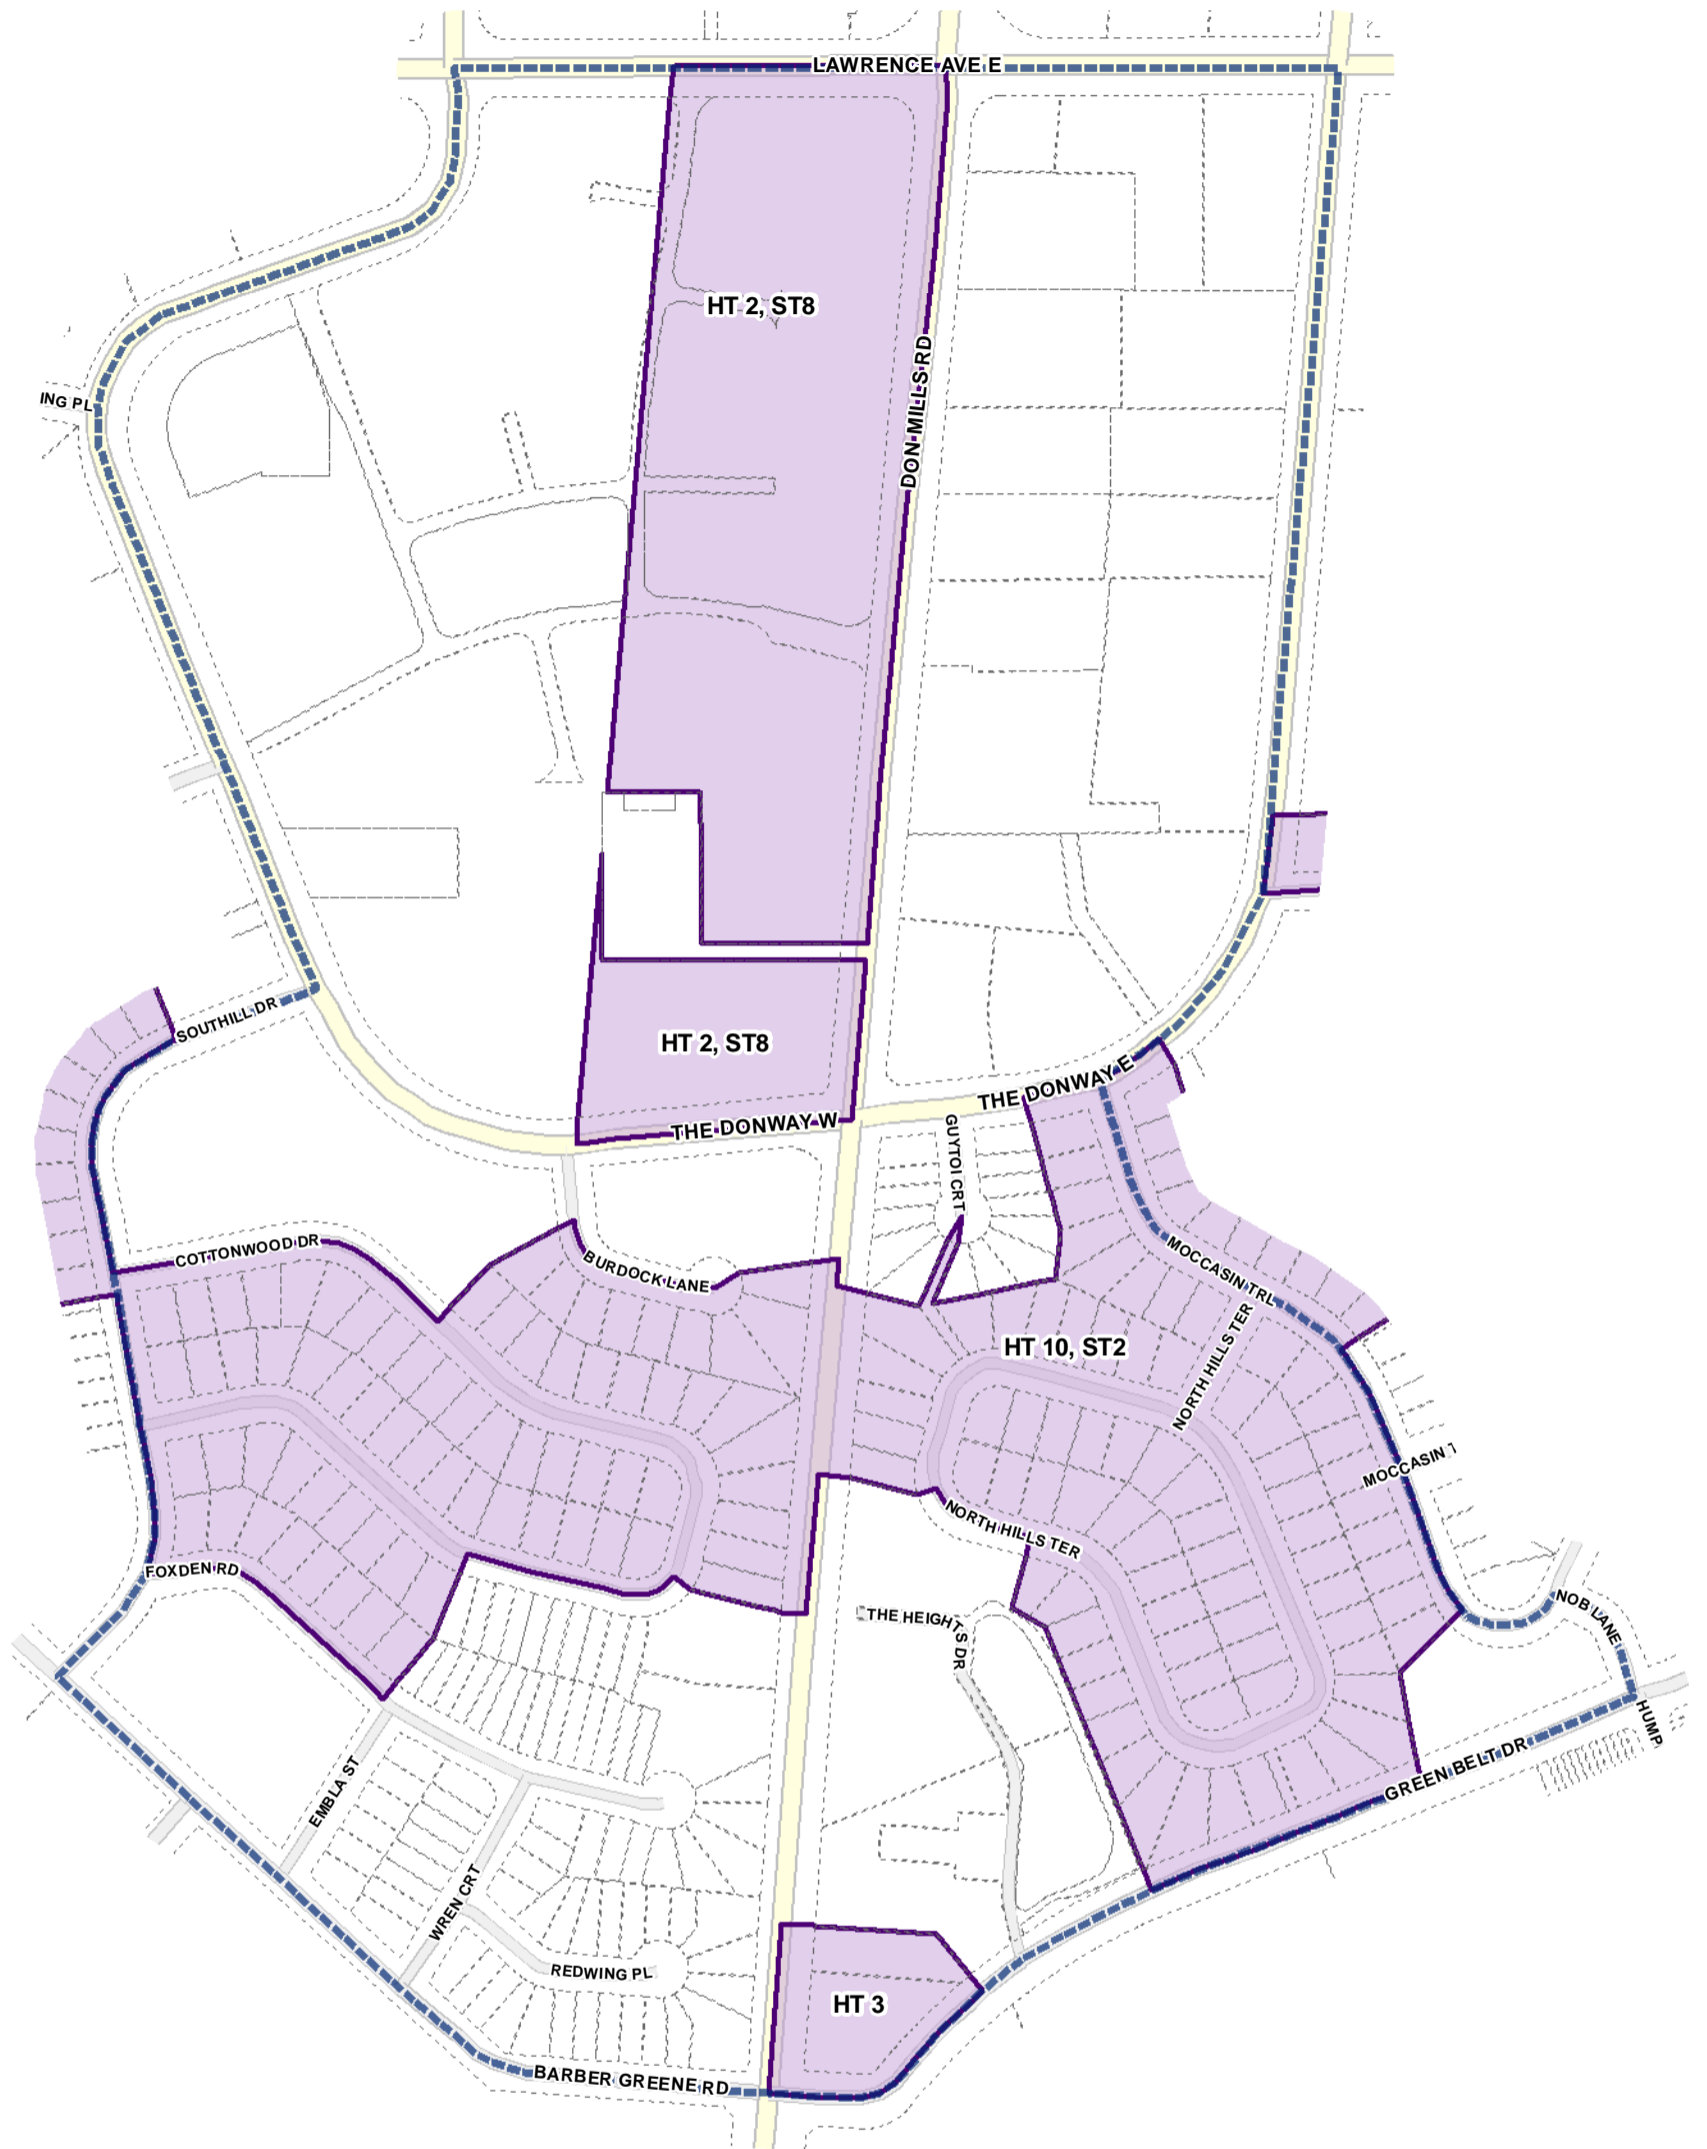 LAWRENCE AVE E
HT 2, ST8
DON MILLS RD
ING PL
SOUTHILL DR
HT 2, ST8
THE DONWAY E
THE DONWAY W
GUYTOI CRT
COTTONWOOD DR
BURDOCK LANE
MOCCASIN TRL
HT 10, ST2
NORTH HILLS TER
MOCCASIN T
NORTH HILLS TER
FOXDEN RD
THE HEIGHTS DR
NOB LANE
HUMP
GREEN BELT DR
EMBLA ST
WREN CRT
REDWING PL
HT 3
BARBER GREENE RD